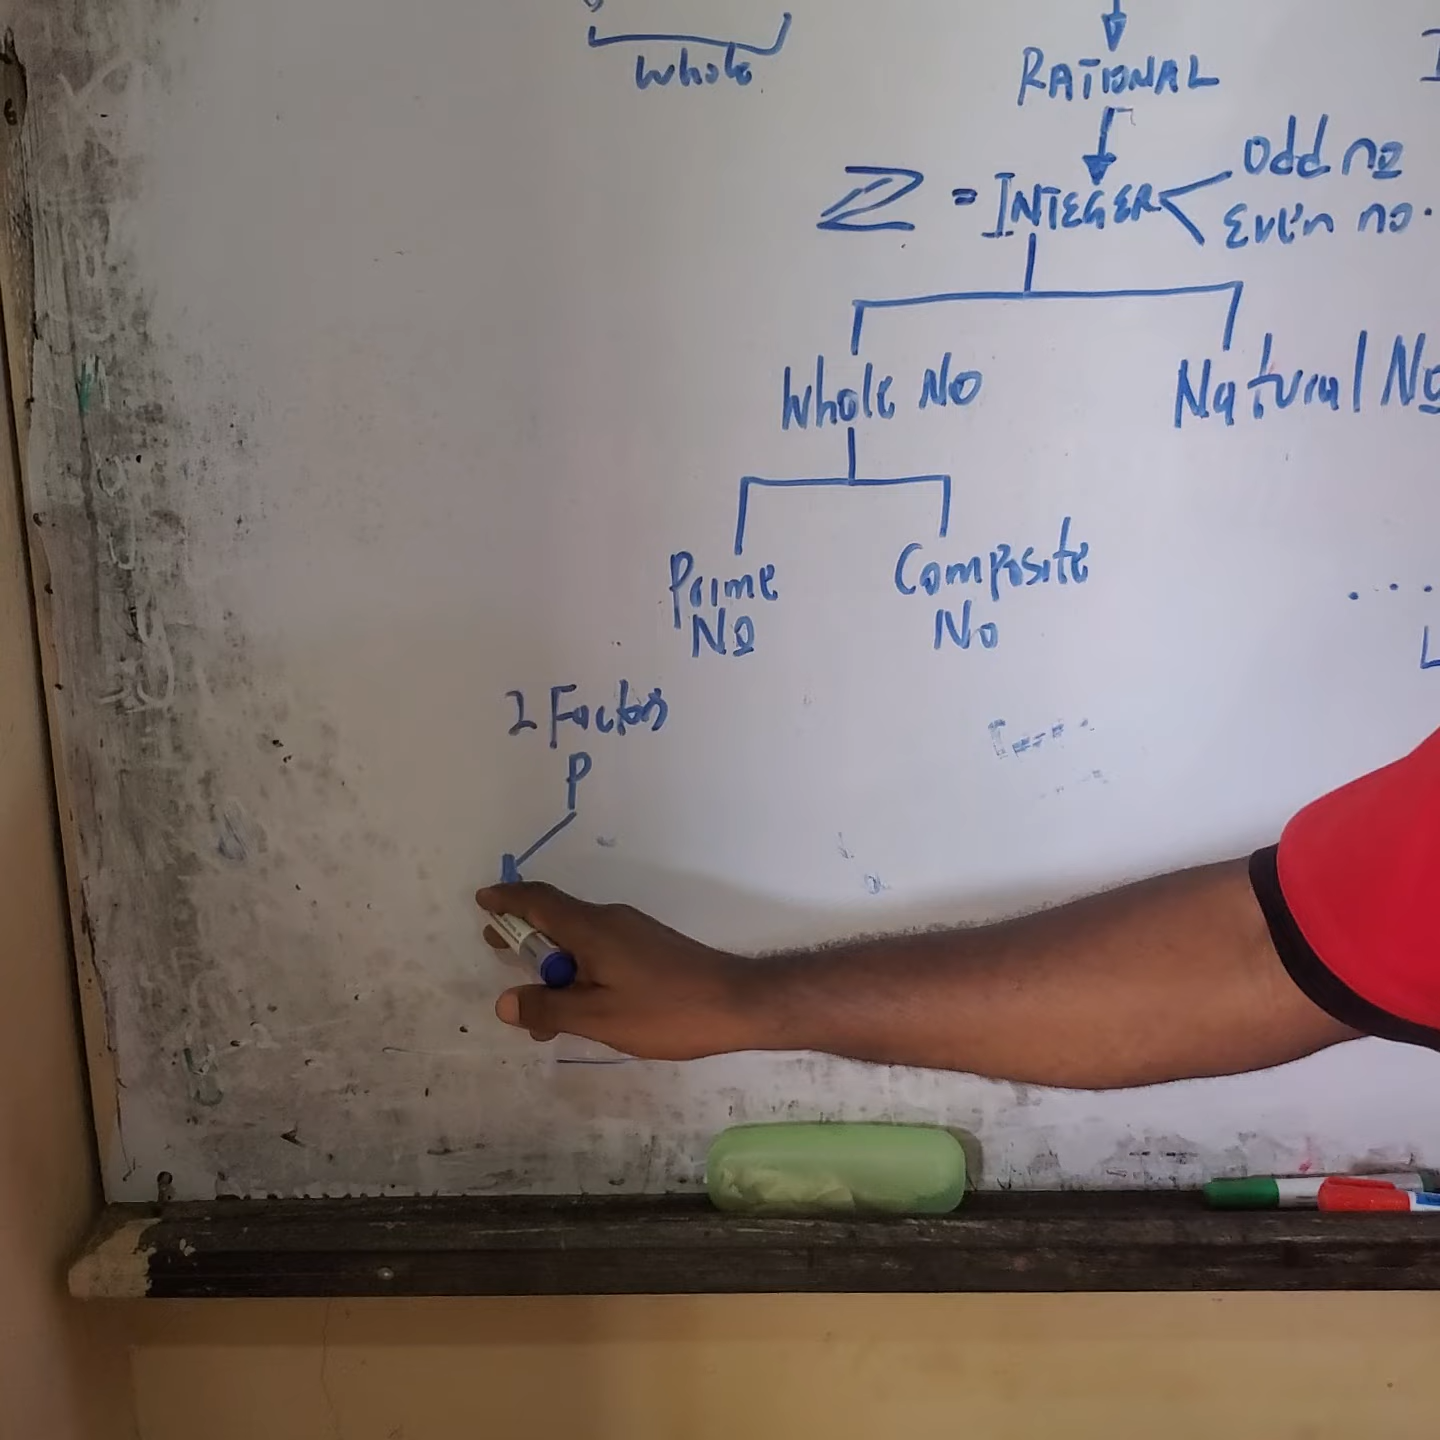 Whole
RATIONAL
Odd no
ℤ = INTEGER
Even no.
Whole No
Natural No
Prime
No
Composite
No
2 Factors
P